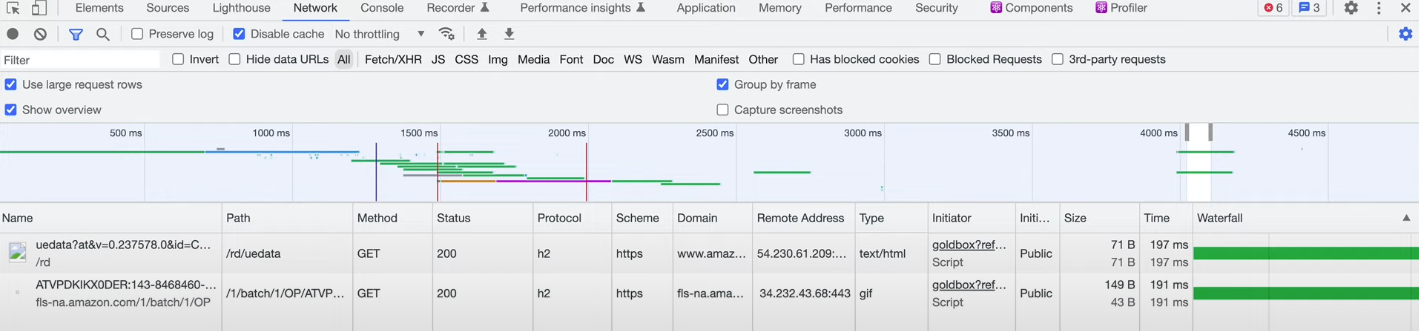 Elements Sources Lighthouse Network Console Recorder Performance insights Application Memory Performance Security Components Profiler 6 3
Preserve log Disable cache No throttling
Filter Invert Hide data URLs All Fetch/XHR JS CSS Img Media Font Doc WS Wasm Manifest Other Has blocked cookies Blocked Requests 3rd-party requests
Use large request rows Group by frame
Show overview Capture screenshots
500 ms 1000 ms 1500 ms 2000 ms 2500 ms 3000 ms 3500 ms 4000 ms 4500 ms
Name Path Method Status Protocol Scheme Domain Remote Address Type Initiator Initi... Size Time Waterfall
uedata?at&v=0.237578.0&id=C... /rd/uedata GET 200 h2 https www.amaz... 54.230.61.209:... text/html goldbox?ref... Public 71 B 197 ms
/rd Script 71 B 197 ms
ATVPDKIKX0DER:143-8468460-... /1/batch/1/OP/ATVP... GET 200 h2 https fls-na.ama... 34.232.43.68:443 gif goldbox?ref... Public 149 B 191 ms
fls-na.amazon.com/1/batch/1/OP Script 43 B 191 ms